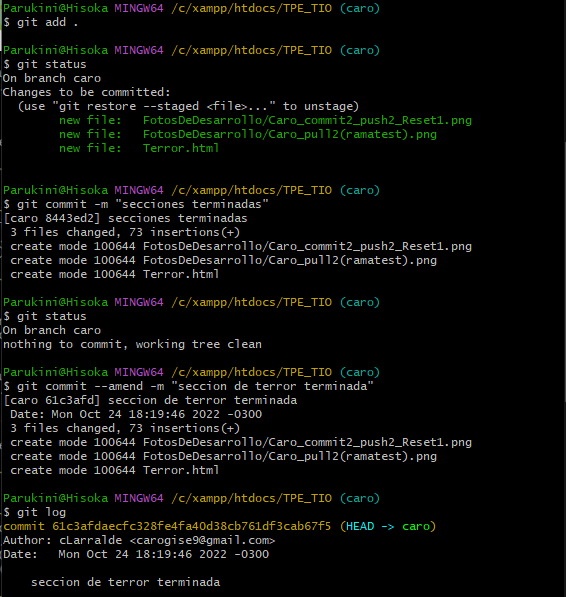 Parukini@Hisoka MINGW64 /c/xampp/htdocs/TPE_TIO (caro)
$ git add .
Parukini@Hisoka MINGW64 /c/xampp/htdocs/TPE_TIO (caro)
$ git status
On branch caro
Changes to be committed:
  (use "git restore --staged <file>..." to unstage)
        new file:   FotosDeDesarrollo/Caro_commit2_push2_Reset1.png
        new file:   FotosDeDesarrollo/Caro_pull2(ramatest).png
        new file:   Terror.html
Parukini@Hisoka MINGW64 /c/xampp/htdocs/TPE_TIO (caro)
$ git commit -m "secciones terminadas"
[caro 8443ed2] secciones terminadas
 3 files changed, 73 insertions(+)
 create mode 100644 FotosDeDesarrollo/Caro_commit2_push2_Reset1.png
 create mode 100644 FotosDeDesarrollo/Caro_pull2(ramatest).png
 create mode 100644 Terror.html
Parukini@Hisoka MINGW64 /c/xampp/htdocs/TPE_TIO (caro)
$ git status
On branch caro
nothing to commit, working tree clean
Parukini@Hisoka MINGW64 /c/xampp/htdocs/TPE_TIO (caro)
$ git commit --amend -m "seccion de terror terminada"
[caro 61c3afd] seccion de terror terminada
 Date: Mon Oct 24 18:19:46 2022 -0300
 3 files changed, 73 insertions(+)
 create mode 100644 FotosDeDesarrollo/Caro_commit2_push2_Reset1.png
 create mode 100644 FotosDeDesarrollo/Caro_pull2(ramatest).png
 create mode 100644 Terror.html
Parukini@Hisoka MINGW64 /c/xampp/htdocs/TPE_TIO (caro)
$ git log
commit 61c3afdaecfc328fe4fa40d38cb761df3cab67f5 (HEAD -> caro)
Author: cLarralde <carogise9@gmail.com>
Date:   Mon Oct 24 18:19:46 2022 -0300
    seccion de terror terminada